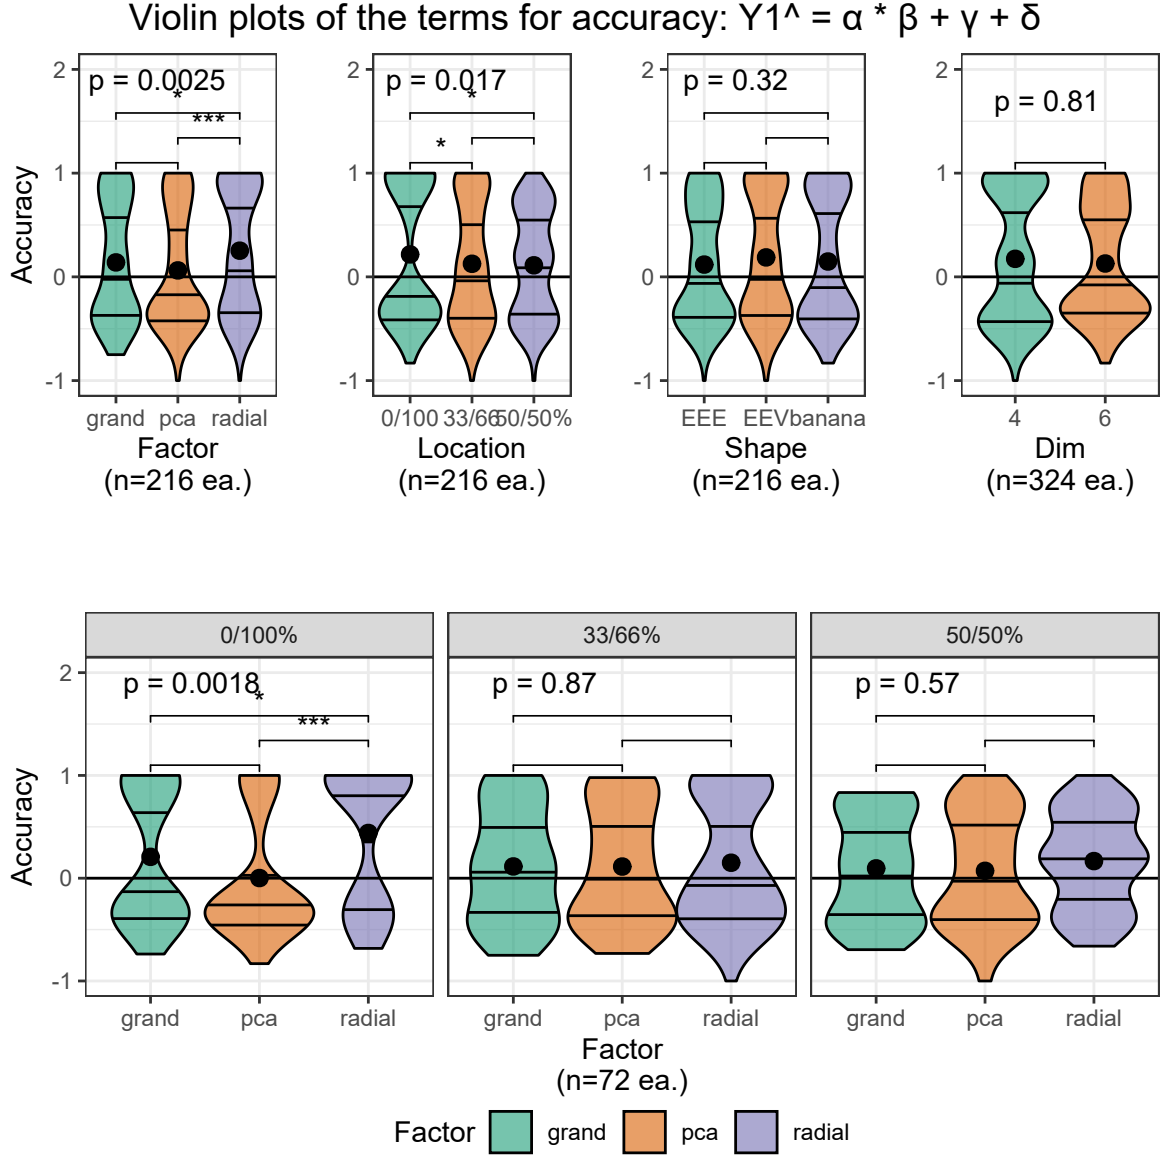 Violin plots of the terms for accuracy: Y1^ = α * β + γ + δ
Accuracy
2
1
0
-1
p = 0.0025
*
***
grand pca radial
Factor
(n=216 ea.)
2
1
0
-1
p = 0.017
*
*
0/100 33/66 50/50%
Location
(n=216 ea.)
2
1
0
-1
p = 0.32
EEE EEV banana
Shape
(n=216 ea.)
2
1
0
-1
p = 0.81
4 6
Dim
(n=324 ea.)
Accuracy
2
1
0
-1
0/100%
p = 0.0018
*
***
grand pca radial
33/66%
p = 0.87
grand pca radial
50/50%
p = 0.57
grand pca radial
Factor
(n=72 ea.)
Factor grand pca radial